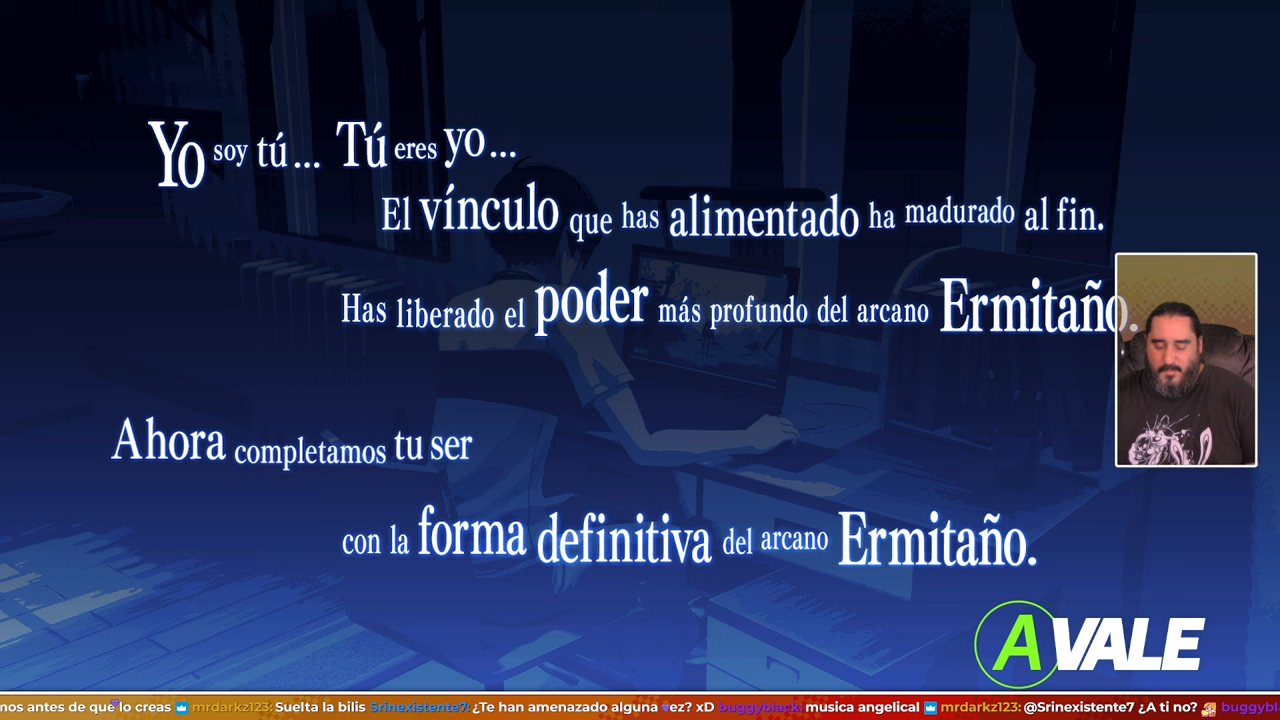 Yo soy tú... Tú eres yo...
El vínculo que has alimentado ha madurado al fin.
Has liberado el poder más profundo del arcano Ermitaño.
Ahora completamos tu ser
con la forma definitiva del arcano Ermitaño.
A VALE
nos antes de que lo creas mrdarkz123: Suelta la bilis Srinexistente7: ¿Te han amenazado alguna ez? xD buggyblack: musica angelical mrdarkz123: @Srinexistente7 ¿A ti no? buggybl